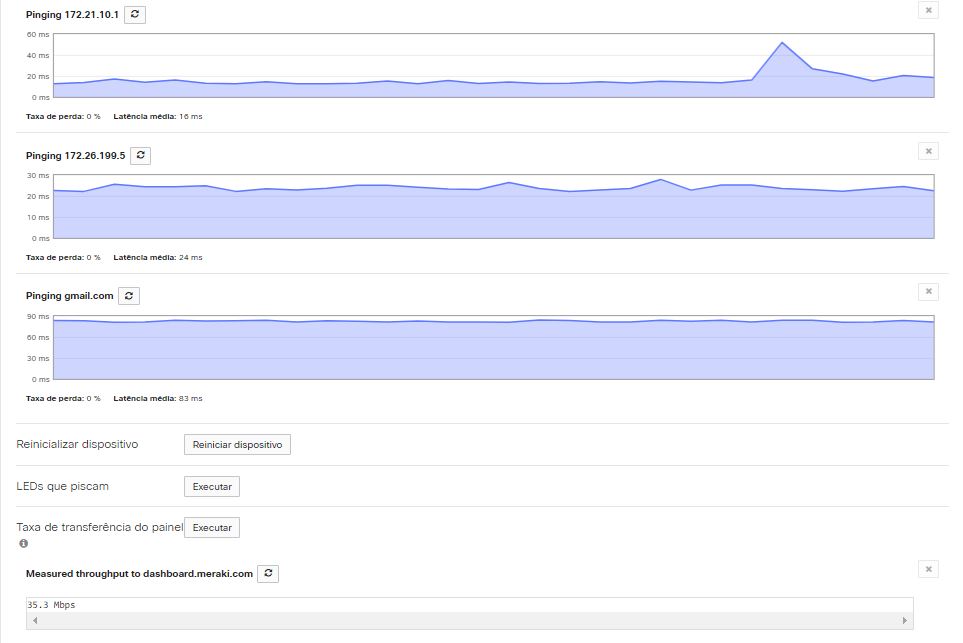 Pinging 172.21.10.1
60 ms
40 ms
20 ms
0 ms
Taxa de perda: 0 % Latência média: 16 ms
Pinging 172.26.199.5
30 ms
20 ms
10 ms
0 ms
Taxa de perda: 0 % Latência média: 24 ms
Pinging gmail.com
90 ms
60 ms
30 ms
0 ms
Taxa de perda: 0 % Latência média: 83 ms
Reinicializar dispositivo Reiniciar dispositivo
LEDs que piscam Executar
Taxa de transferência do painel Executar
Measured throughput to dashboard.meraki.com
35.3 Mbps